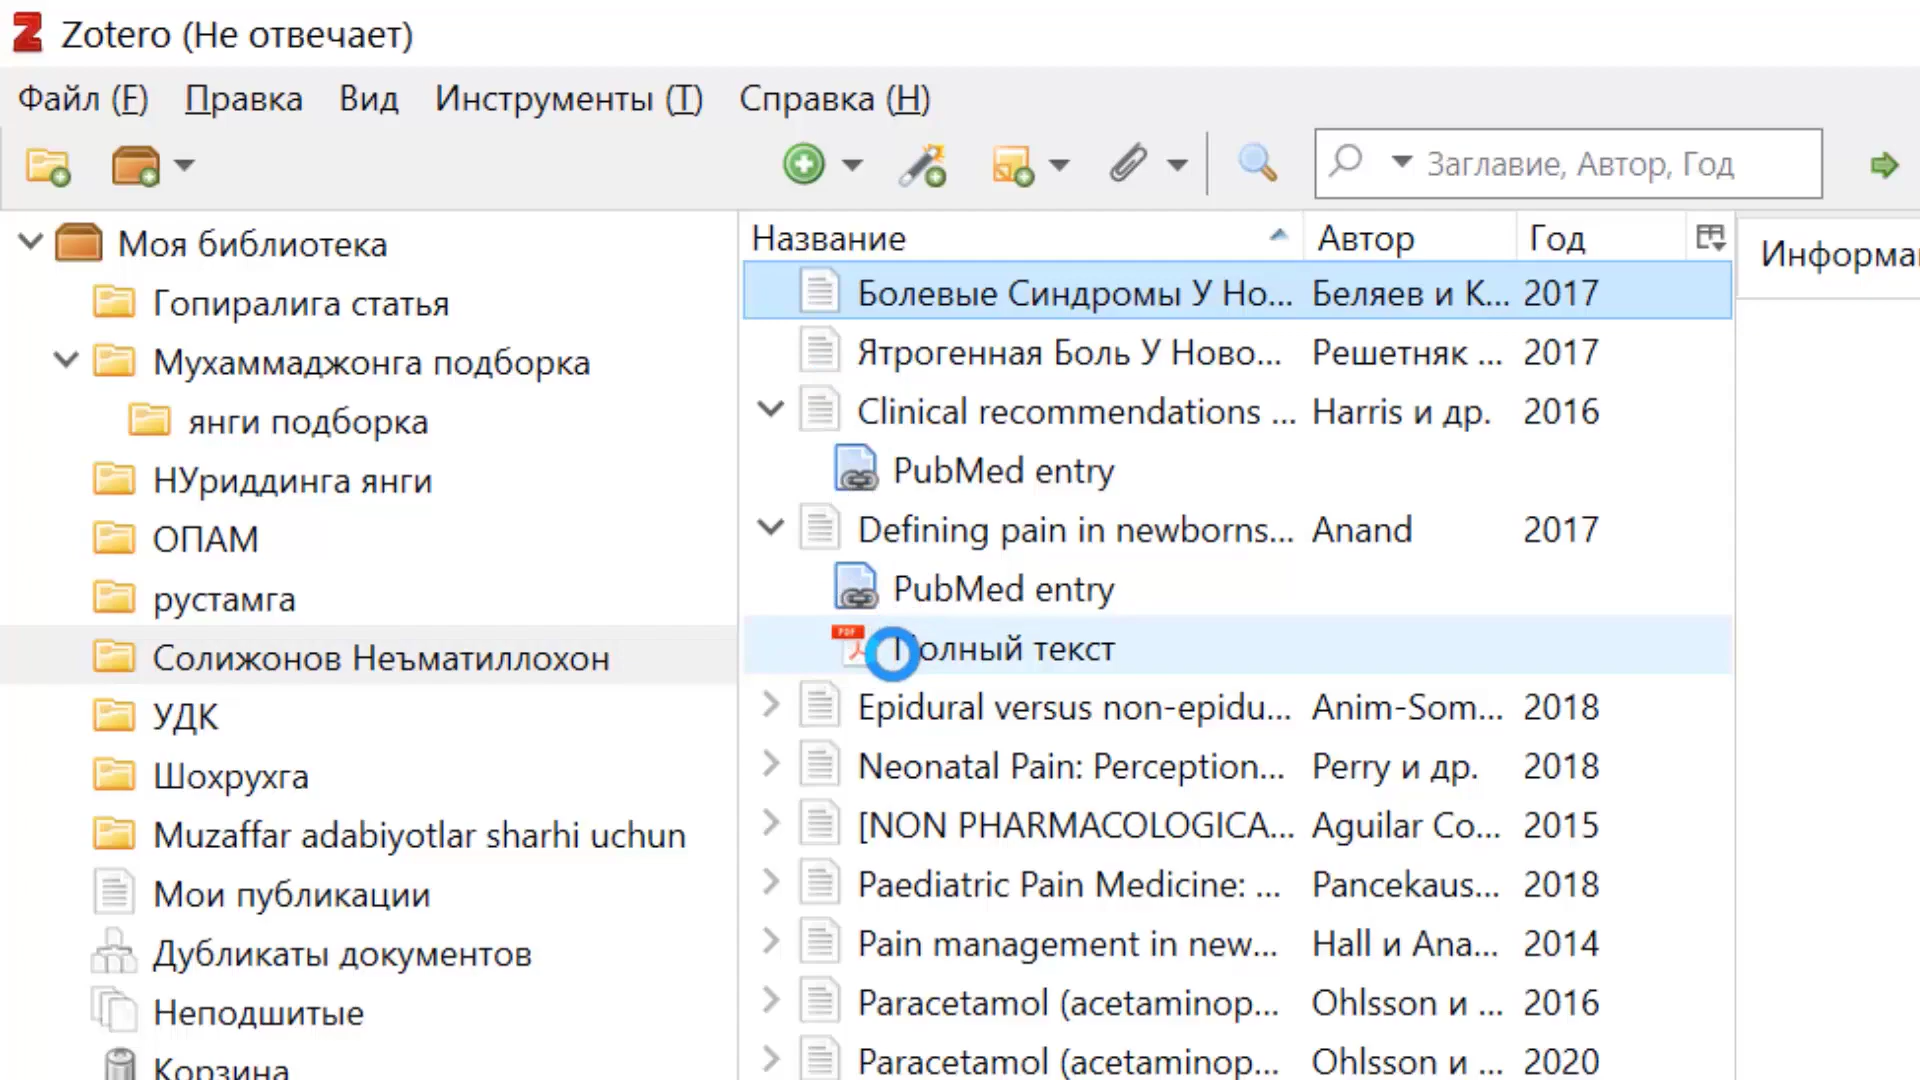 Zotero (Не отвечает)
Файл (F) Правка Вид Инструменты (T) Справка (H)
Заглавие, Автор, Год
Моя библиотека
Гопиралига статья
Мухаммаджонга подборка
янги подборка
НУриддинга янги
ОПАМ
рустамга
Солижонов Неъматиллохон
УДК
Шохрухга
Muzaffar adabiyotlar sharhi uchun
Мои публикации
Дубликаты документов
Неподшитые
Корзина
Название Автор Год
Болевые Синдромы У Но... Беляев и К... 2017
Ятрогенная Боль У Ново... Решетняк ... 2017
Clinical recommendations ... Harris и др. 2016
PubMed entry
Defining pain in newborns... Anand 2017
PubMed entry
PDF Полный текст
Epidural versus non-epidu... Anim-Som... 2018
Neonatal Pain: Perception... Perry и др. 2018
[NON PHARMACOLOGICA... Aguilar Co... 2015
Paediatric Pain Medicine: ... Pancekaus... 2018
Pain management in new... Hall и Ana... 2014
Paracetamol (acetaminop... Ohlsson и ... 2016
Paracetamol (acetaminop... Ohlsson и ... 2020
Информа